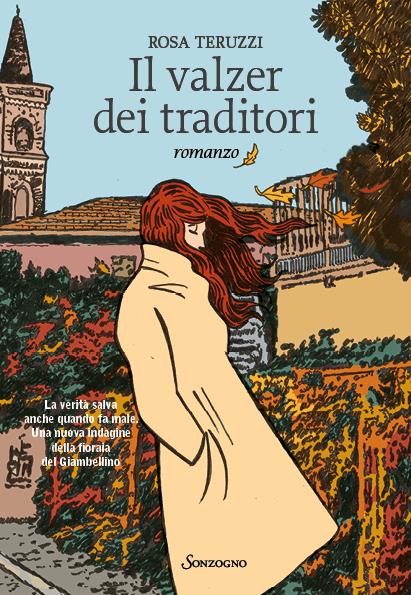 ROSA TERUZZI
Il valzer
dei traditori
romanzo
La verità salva
anche quando fa male.
Una nuova indagine
della fioraia
del Giambellino
SONZOGNO